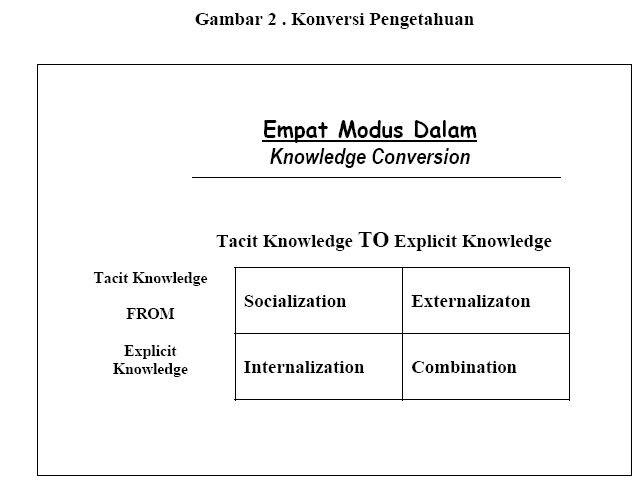 Gambar 2 . Konversi Pengetahuan
Empat Modus Dalam
Knowledge Conversion
Tacit Knowledge TO Explicit Knowledge
Tacit Knowledge
FROM
Explicit
Knowledge
Socialization
Externalizaton
Internalization
Combination